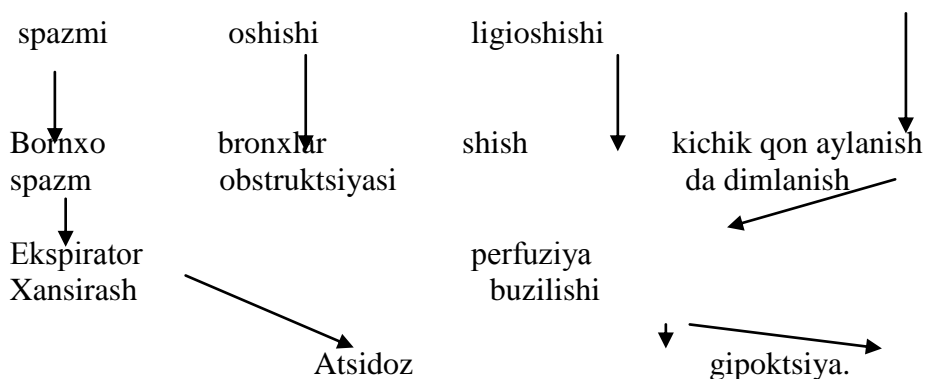 spazmi oshishi ligioshishi
Bornxo bronxlar shish kichik qon aylanish
spazm obstruktsiyasi da dimlanish
Ekspirator perfuziya
Xansirash buzilishi
Atsidoz gipoktsiya.